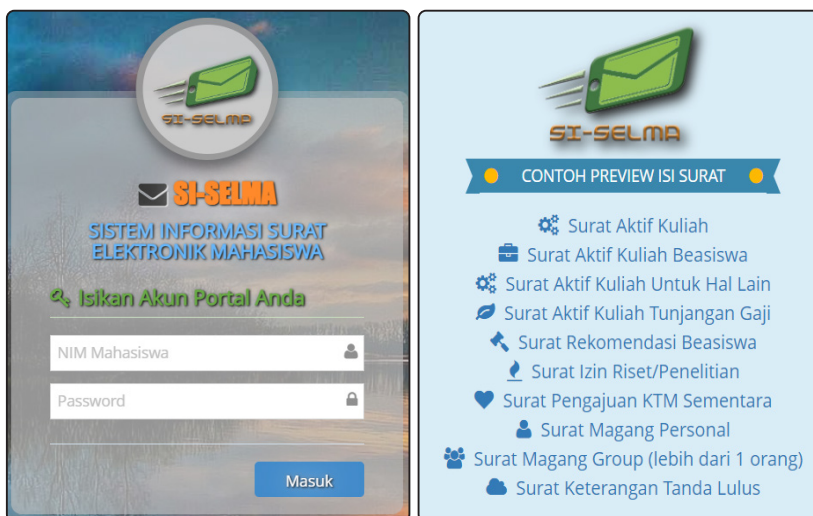 SI-SELMA
SI-SELMA
SISTEM INFORMASI SURAT
ELEKTRONIK MAHASISWA
Isikan Akun Portal Anda
NIM Mahasiswa
Password
Masuk
SI-SELMA
CONTOH PREVIEW ISI SURAT
Surat Aktif Kuliah
Surat Aktif Kuliah Beasiswa
Surat Aktif Kuliah Untuk Hal Lain
Surat Aktif Kuliah Tunjangan Gaji
Surat Rekomendasi Beasiswa
Surat Izin Riset/Penelitian
Surat Pengajuan KTM Sementara
Surat Magang Personal
Surat Magang Group (lebih dari 1 orang)
Surat Keterangan Tanda Lulus